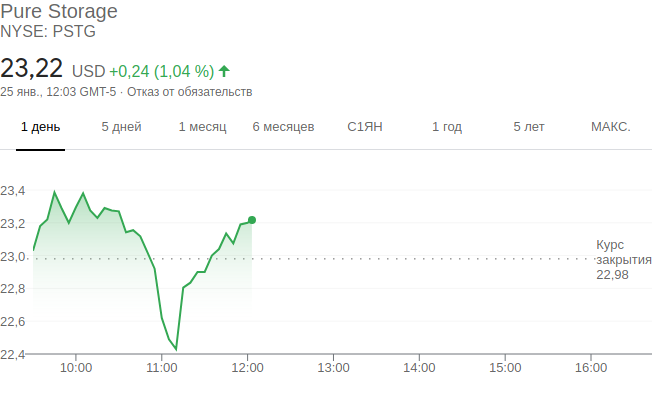 Pure Storage
NYSE: PSTG
23,22 USD +0,24 (1,04 %)
25 янв., 12:03 GMT-5 · Отказ от обязательств
1 день 5 дней 1 месяц 6 месяцев С1ЯН 1 год 5 лет МАКС.
23,4
23,2
23,0
22,8
22,6
22,4
Курс
закрытия
22,98
10:00 11:00 12:00 13:00 14:00 15:00 16:00